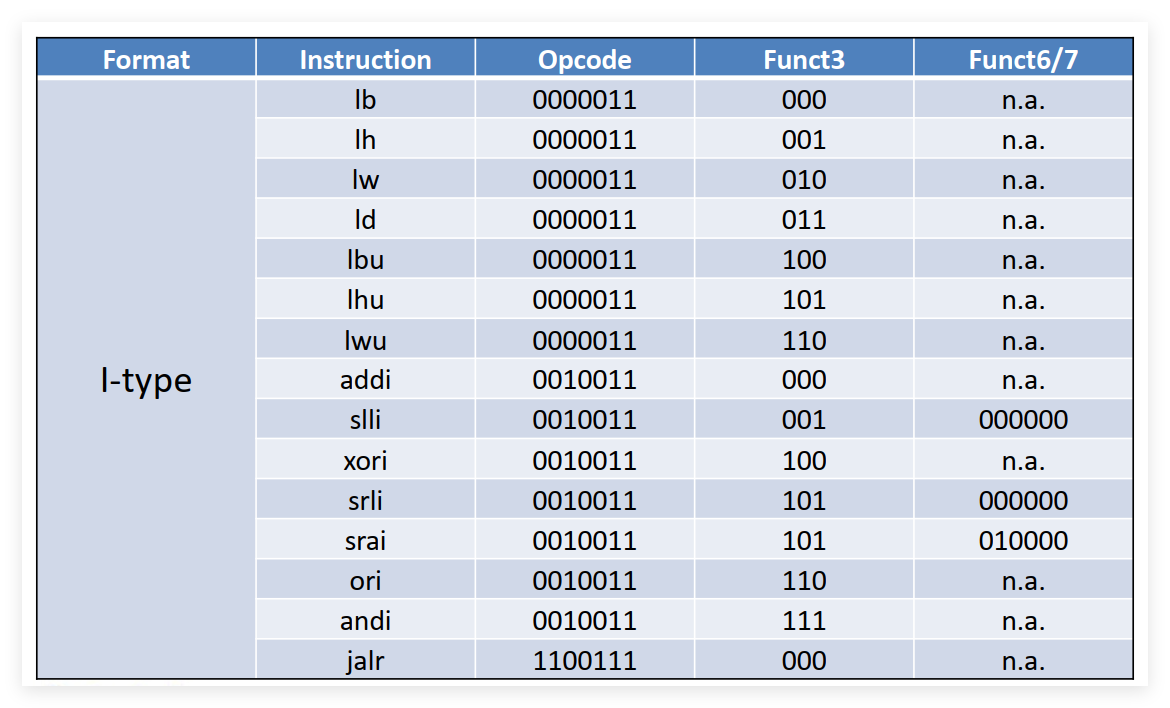 Format Instruction Opcode Funct3 Funct6/7
lb 0000011 000 n.a.
lh 0000011 001 n.a.
lw 0000011 010 n.a.
ld 0000011 011 n.a.
lbu 0000011 100 n.a.
lhu 0000011 101 n.a.
lwu 0000011 110 n.a.
I-type addi 0010011 000 n.a.
slli 0010011 001 000000
xori 0010011 100 n.a.
srli 0010011 101 000000
srai 0010011 101 010000
ori 0010011 110 n.a.
andi 0010011 111 n.a.
jalr 1100111 000 n.a.